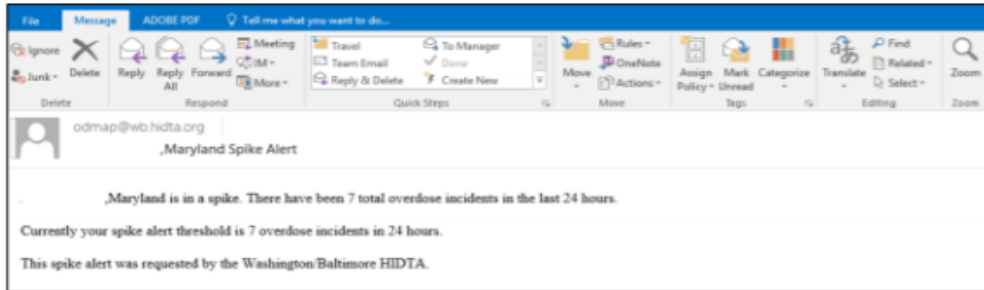 File Message ADOBE PDF Tell me what you want to do...
Ignore Meeting Travel To Manager Rules Find
IM Team Email Done OneNote Related
Junk Delete Reply Reply All Forward More Reply & Delete Create New Move Actions Assign Policy Mark Unread Categorize Translate Select Zoom
Delete Respond Quick Steps Move Tags Editing Zoom
odmap@wb.hidta.org
,Maryland Spike Alert
,Maryland is in a spike. There have been 7 total overdose incidents in the last 24 hours.
Currently your spike alert threshold is 7 overdose incidents in 24 hours.
This spike alert was requested by the Washington/Baltimore HIDTA.